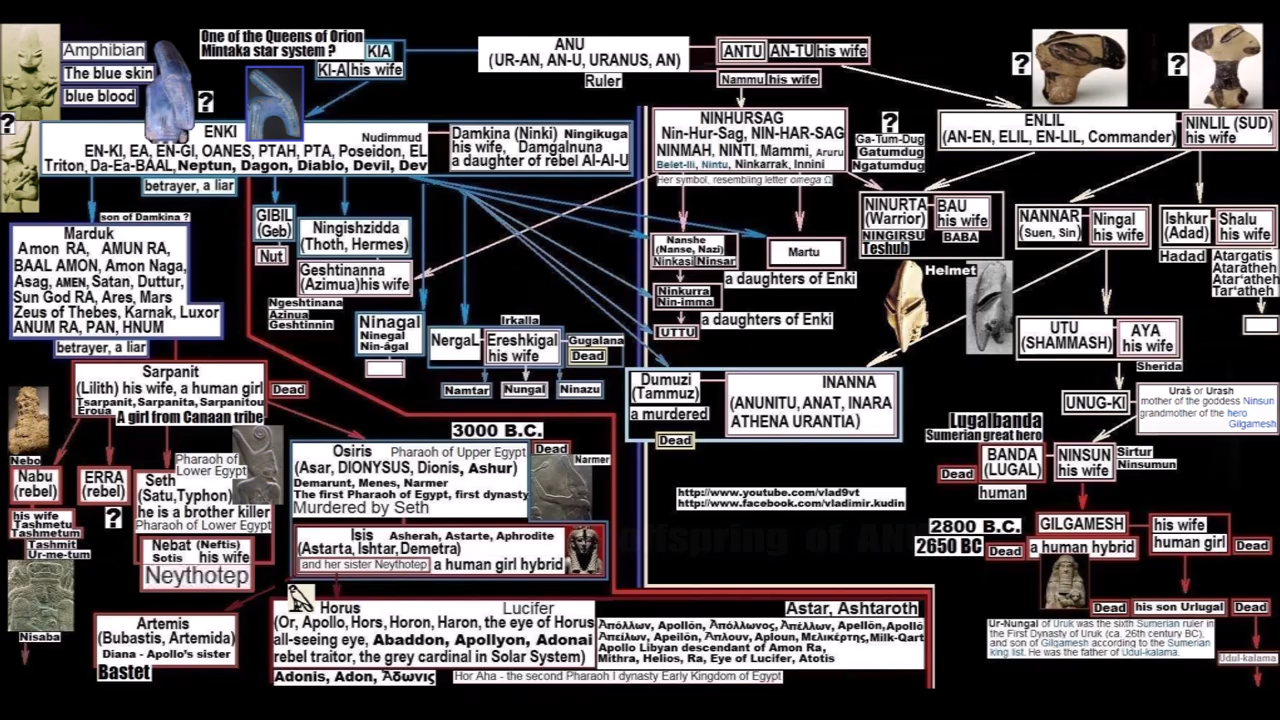 One of the Queens of Orion
Mintaka star system ?
KIA
KI-A his wife
ANU
(UR-AN, AN-U, URANUS, AN)
Ruler
ANTU AN-TU his wife
Nammu his wife
Amphibian
The blue skin
blue blood
?
?
?
?
?
ENKI
Nudimmud
EN-KI, EA, EN-GI, OANES, PTAH, PTA, Poseidon, EL
Triton, Da-Ea-BAAL, Neptun, Dagon, Diablo, Devil, Dev
Damkina (Ninki) Ningikuga
his wife, Damgalnuna
a daughter of rebel Al-Al-U
betrayer, a liar
NINHURSAG
Nin-Hur-Sag, NIN-HAR-SAG
NINMAH, NINTI, Mammi, Aruru
Belet-Ili, Nintu, Ninkarrak, Innini
Her symbol, resembling letter omega Ω
Ga-Tum-Dug
Gatumdug
Ngatumdug
ENLIL
(AN-EN, ELIL, EN-LIL, Commander)
NINLIL (SUD)
his wife
son of Damkina ?
Marduk
Amon RA, AMUN RA,
BAAL AMON, Amon Naga,
Asag, AMEN, Satan, Duttur,
Sun God RA, Ares, Mars
Zeus of Thebes, Karnak, Luxor
ANUM RA, PAN, HNUM
betrayer, a liar
GIBIL
(Geb)
Nut
Ningishzidda
(Thoth, Hermes)
Geshtinanna
(Azimua)his wife
Ngeshtinana
Azinua
Geshtinnin
Ninagal
Ninegal
Nin-âgal
NergaL
Irkalla
Ereshkigal
his wife
Gugalana
Dead
Namtar
Nungal
Ninazu
Nanshe
(Nanse, Nazi)
Ninkasi Ninsar
Martu
a daughters of Enki
Ninkurra
Nin-imma
a daughters of Enki
UTTU
NINURTA
(Warrior)
NINGIRSU
Teshub
BAU
his wife
BABA
Helmet
NANNAR
(Suen, Sin)
Ningal
his wife
Ishkur
(Adad)
Hadad
Shalu
his wife
Atargatis
Ataratheh
Atar‘atheh
Tar‘atheh
UTU
(SHAMMASH)
AYA
his wife
Sherida
Dumuzi
(Tammuz)
a murdered
Dead
INANNA
(ANUNITU, ANAT, INARA
ATHENA URANTIA)
UNUG-KI
Uraš or Urash
mother of the goddess Ninsun
grandmother of the hero
Gilgamesh
Lugalbanda
Sumerian great hero
Dead
BANDA
(LUGAL)
human
NINSUN
his wife
Sirtur
Ninsumun
Sarpanit
(Lilith) his wife, a human girl
Tsarpanit, Sarpanita, Sarpanitou
Eroua
A girl from Canaan tribe
Dead
Nebo
Nabu
(rebel)
his wife
Tashmetu
Tashmetum
Tashmit
Ur-me-tum
Nisaba
ERRA
(rebel)
?
Pharaoh of
Lower Egypt
Seth
(Satu,Typhon)
he is a brother killer
Pharaoh of Lower Egypt
Nebat (Neftis)
Sotis his wife
Neythotep
3000 B.C.
Osiris Pharaoh of Upper Egypt
(Asar, DIONYSUS, Dionis, Ashur)
Demarunt, Menes, Narmer
The first Pharaoh of Egypt, first dynasty
Murdered by Seth
Dead
Narmer
Isis Asherah, Astarte, Aphrodite
(Astarta, Ishtar, Demetra)
and her sister Neythotep a human girl hybrid
http://www.youtube.com/vlad9vt
http://www.facebook.com/vladimir.kudin
offspring of AN
2800 B.C.
2650 BC
Dead
GILGAMESH
a human hybrid
his wife
human girl
Dead
Dead
his son Urlugal
Dead
Ur-Nungal of Uruk was the sixth Sumerian ruler in
the First Dynasty of Uruk (ca. 26th century BC),
and son of Gilgamesh according to the Sumerian
king list. He was the father of Udul-kalama.
Udul-kalama
Artemis
(Bubastis, Artemida)
Diana - Apollo's sister
Bastet
Horus Lucifer
(Or, Apollo, Hors, Horon, Haron, the eye of Horus
all-seeing eye, Abaddon, Apollyon, Adonai
rebel traitor, the grey cardinal in Solar System)
Adonis, Adon, Ἄδωνις
Hor Aha - the second Pharaoh I dynasty Early Kingdom of Egypt
Astar, Ashtaroth
Ἀπόλλων, Apollōn, Ἀπόλλωνος, Ἀπέλλων, Apellōn,Apollō
Ἀπείλων, Apeilōn, Ἄπλουν, Aploun, Μελικέρτης,Milk-Qart
Apollo Libyan descendant of Amon Ra,
Mithra, Helios, Ra, Eye of Lucifer, Atotis